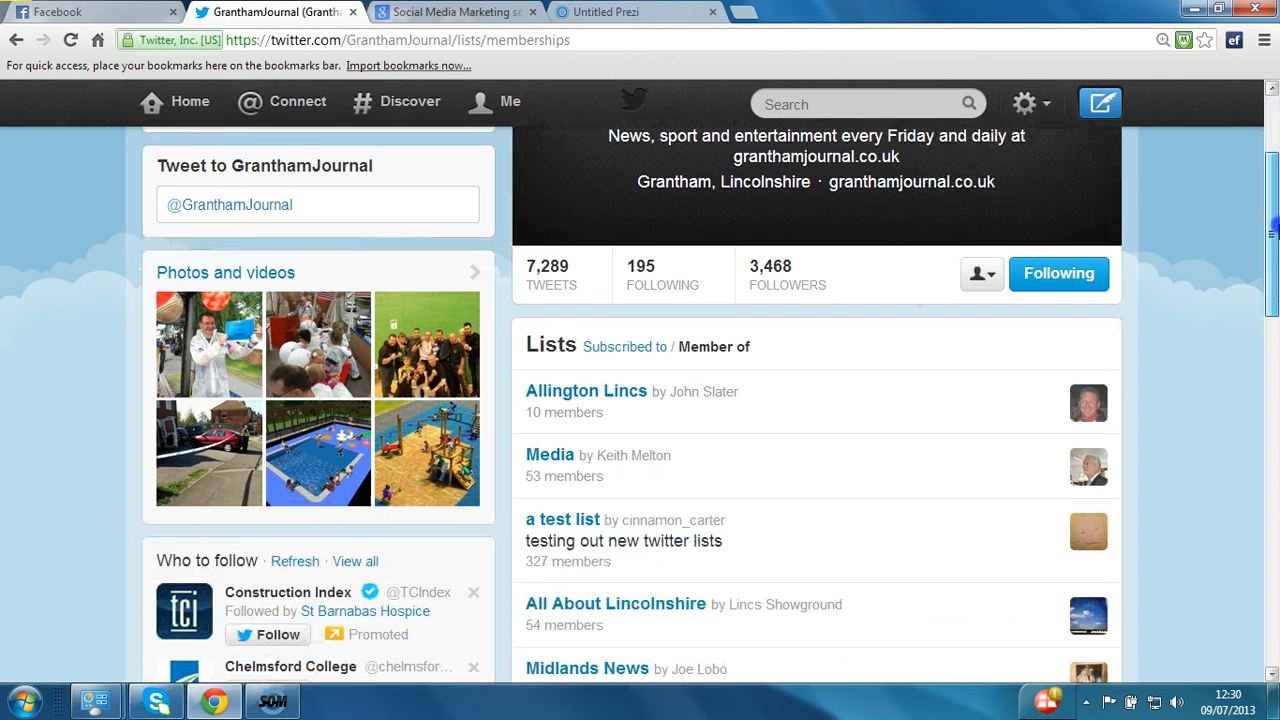 Facebook
GranthamJournal (Granth
Social Media Marketing se
Untitled Prezi
Twitter, Inc. [US]
https://twitter.com/GranthamJournal/lists/memberships
For quick access, place your bookmarks here on the bookmarks bar. Import bookmarks now...
Home
Connect
Discover
Me
Search
News, sport and entertainment every Friday and daily at
granthamjournal.co.uk
Grantham, Lincolnshire · granthamjournal.co.uk
Tweet to GranthamJournal
@GranthamJournal
Photos and videos
7,289
TWEETS
195
FOLLOWING
3,468
FOLLOWERS
Following
Lists Subscribed to / Member of
Allington Lincs by John Slater
10 members
Media by Keith Melton
53 members
a test list by cinnamon_carter
testing out new twitter lists
327 members
All About Lincolnshire by Lincs Showground
54 members
Midlands News by Joe Lobo
Who to follow · Refresh · View all
tci
Construction Index @TCIndex
Followed by St Barnabas Hospice
Follow
Promoted
Chelmsford College @chelmsfor...
SOM
12:30
09/07/2013